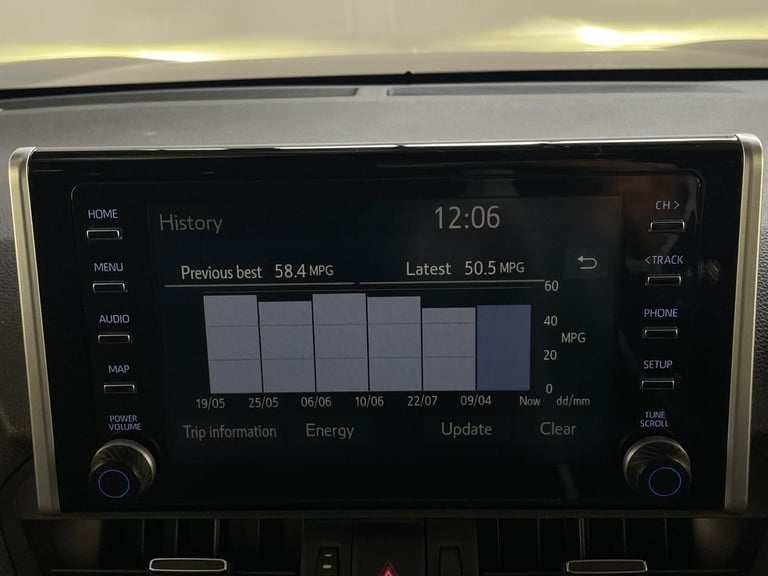 HOME
MENU
AUDIO
MAP
POWER
VOLUME
History 12:06
Previous best 58.4 MPG Latest 50.5 MPG
60
40
MPG
20
0
19/05 25/05 06/06 10/06 22/07 09/04 Now dd/mm
Trip information Energy Update Clear
CH >
<TRACK
PHONE
SETUP
TUNE
SCROLL